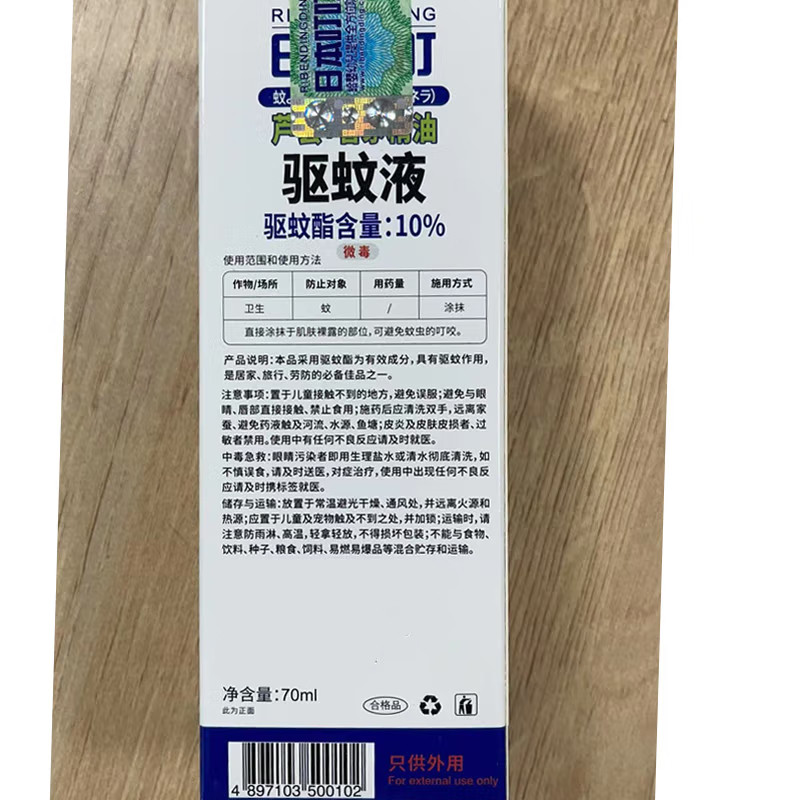 驱蚊液
驱蚊酯含量：10%
微毒
使用范围和使用方法
作物/场所 防止对象 用药量 施用方式
卫生 蚊 / 涂抹
直接涂抹于肌肤裸露的部位，可避免蚊虫的叮咬。
产品说明：本品采用驱蚊酯为有效成分，具有驱蚊作用，
是居家、旅行、劳防的必备佳品之一。
注意事项：置于儿童接触不到的地方，避免误服；避免与眼
睛、唇部直接接触、禁止食用；施药后应清洗双手，远离家
蚕、避免药液触及河流、水源、鱼塘；皮炎及皮肤皮损者、过
敏者禁用。使用中有任何不良反应请及时就医。
中毒急救：眼睛污染者即用生理盐水或清水彻底清洗，如
不慎误食，请及时送医，对症治疗，使用中出现任何不良反
应请及时携标签就医。
储存与运输：放置于常温避光干燥、通风处，并远离火源和
热源；应置于儿童及宠物触及不到之处，并加锁；运输时，请
注意防雨淋、高温，轻拿轻放，不得损坏包装；不能与食物、
饮料、种子、粮食、饲料、易燃易爆品等混合贮存和运输。
净含量：70ml
此为正面
合格品
4 897103 500102
只供外用
For external use only